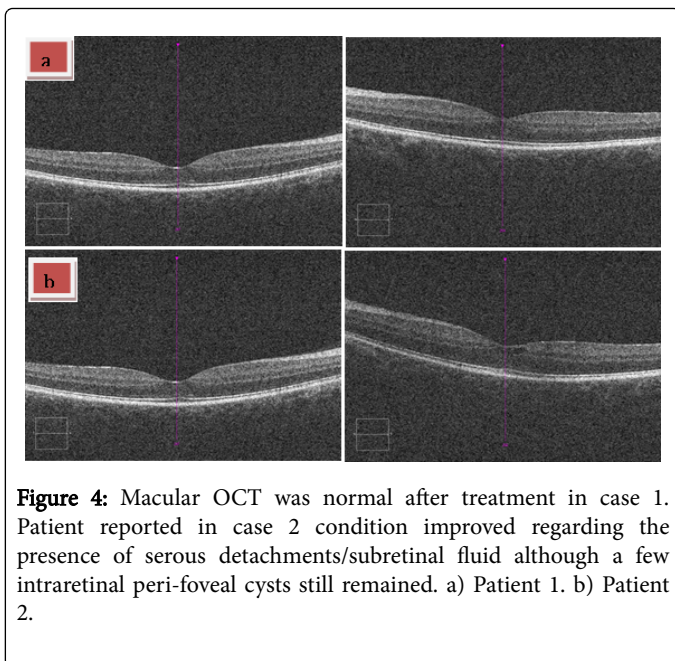 a
b
Figure 4: Macular OCT was normal after treatment in case 1.
Patient reported in case 2 condition improved regarding the
presence of serous detachments/subretinal fluid although a few
intraretinal peri-foveal cysts still remained. a) Patient 1. b) Patient
2.